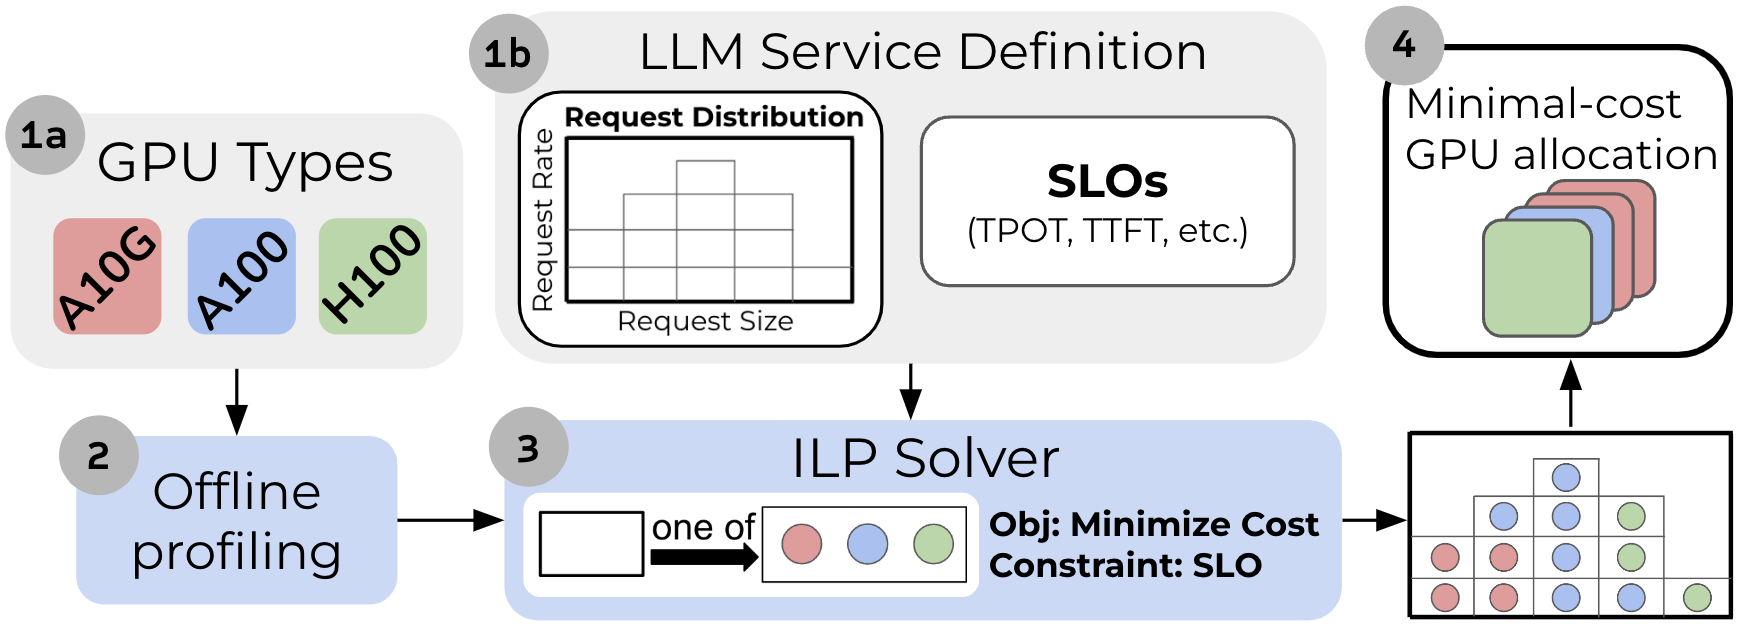 1a
GPU Types
A10G
A100
H100
1b
LLM Service Definition
Request Distribution
Request Rate
Request Size
SLOs
(TPOT, TTFT, etc.)
2
Offline
profiling
3
ILP Solver
one of
Obj: Minimize Cost
Constraint: SLO
4
Minimal-cost
GPU allocation